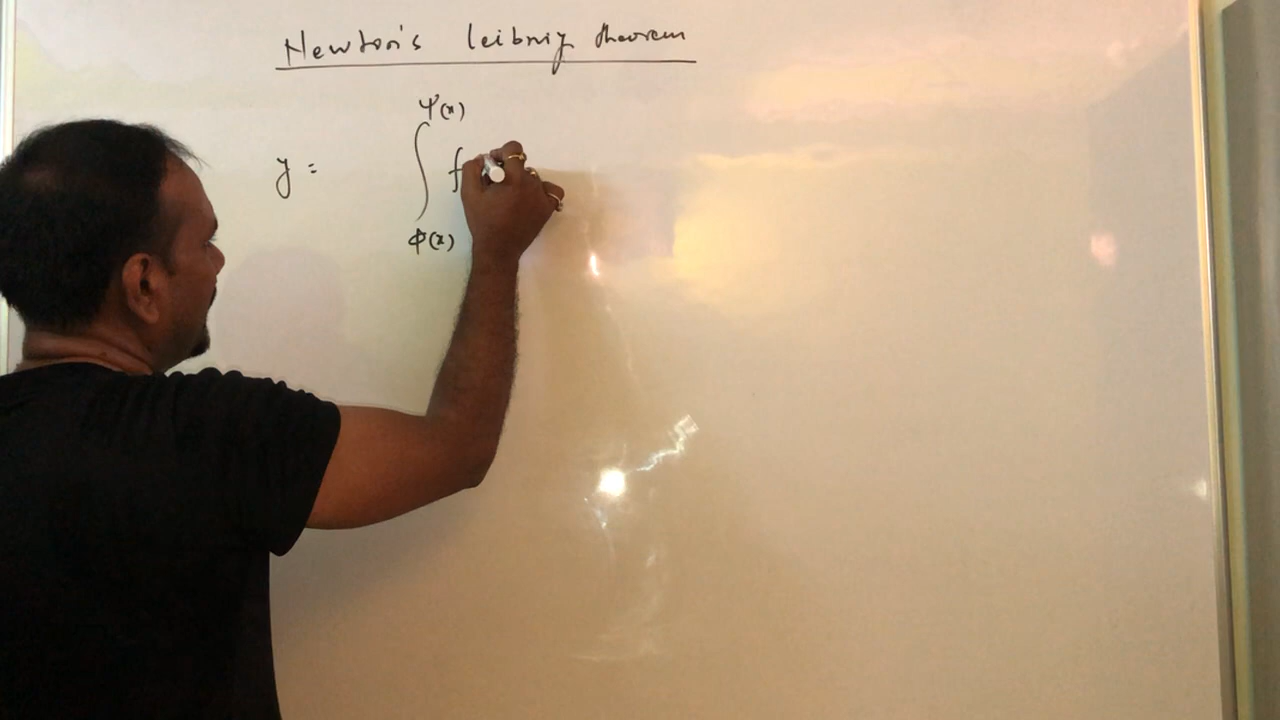 Newton's leibniz theorem
ψ(x)
y = ∫ f
ϕ(x)